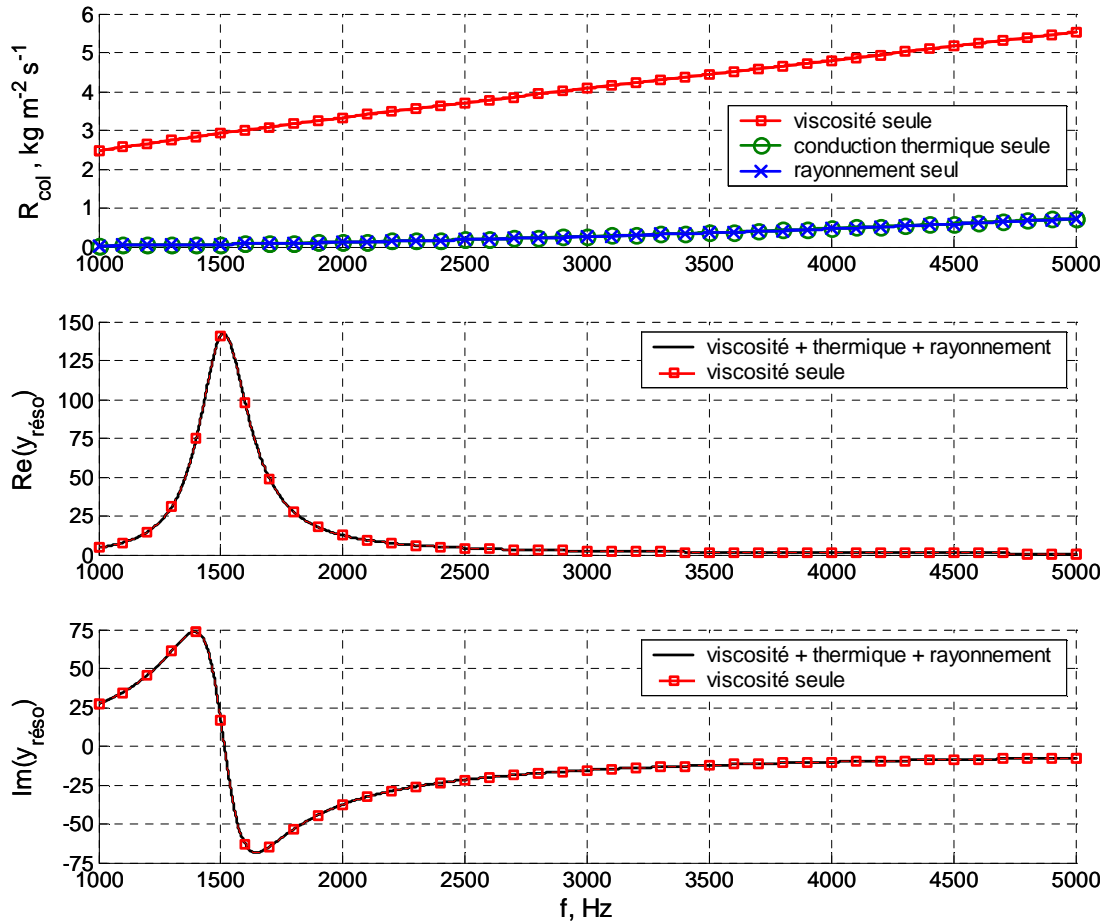 6
5
4
3
2
1
0
R_col , kg m^-2 s^-1
viscosité seule
conduction thermique seule
rayonnement seul
1000 1500 2000 2500 3000 3500 4000 4500 5000
150
125
100
75
50
25
0
Re(y_réso)
viscosité + thermique + rayonnement
viscosité seule
1000 1500 2000 2500 3000 3500 4000 4500 5000
75
50
25
0
-25
-50
-75
Im(y_réso)
viscosité + thermique + rayonnement
viscosité seule
1000 1500 2000 2500 3000 3500 4000 4500 5000
f, Hz